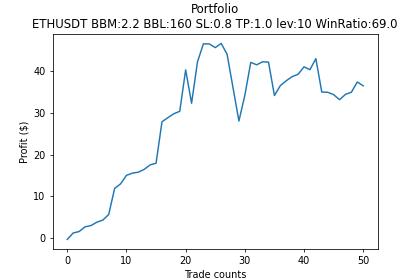 Portfolio
ETHUSDT BBM:2.2 BBL:160 SL:0.8 TP:1.0 lev:10 WinRatio:69.0
40
30
20
10
0
Profit ($)
0 10 20 30 40 50
Trade counts